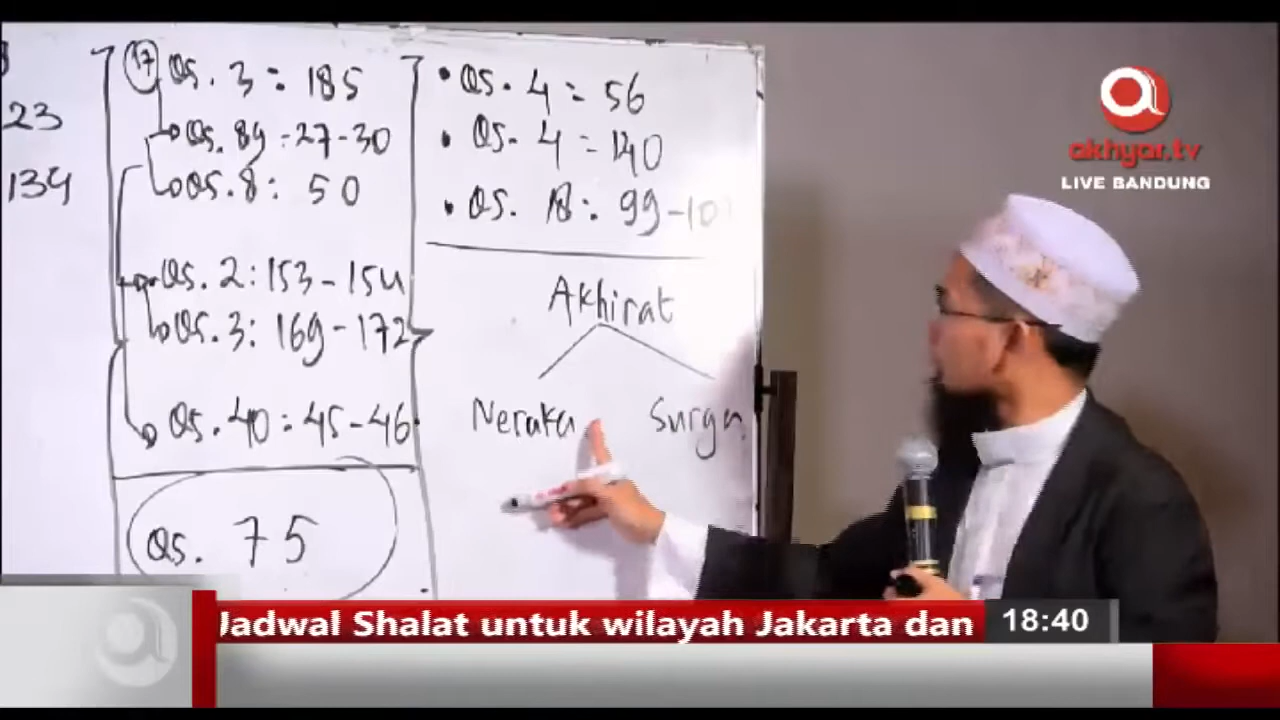 23
134
17 QS. 3 : 185
QS. 89 : 27-30
QS. 8 : 50
QS. 2 : 153 - 154
QS. 3 : 169 - 172
QS. 40 : 45 - 46
QS. 75
• QS. 4 : 56
• QS. 4 : 140
• QS. 18 : 99 - 101
Akhirat
Neraka Surga
akhyar.tv
LIVE BANDUNG
Jadwal Shalat untuk wilayah Jakarta dan
18:40